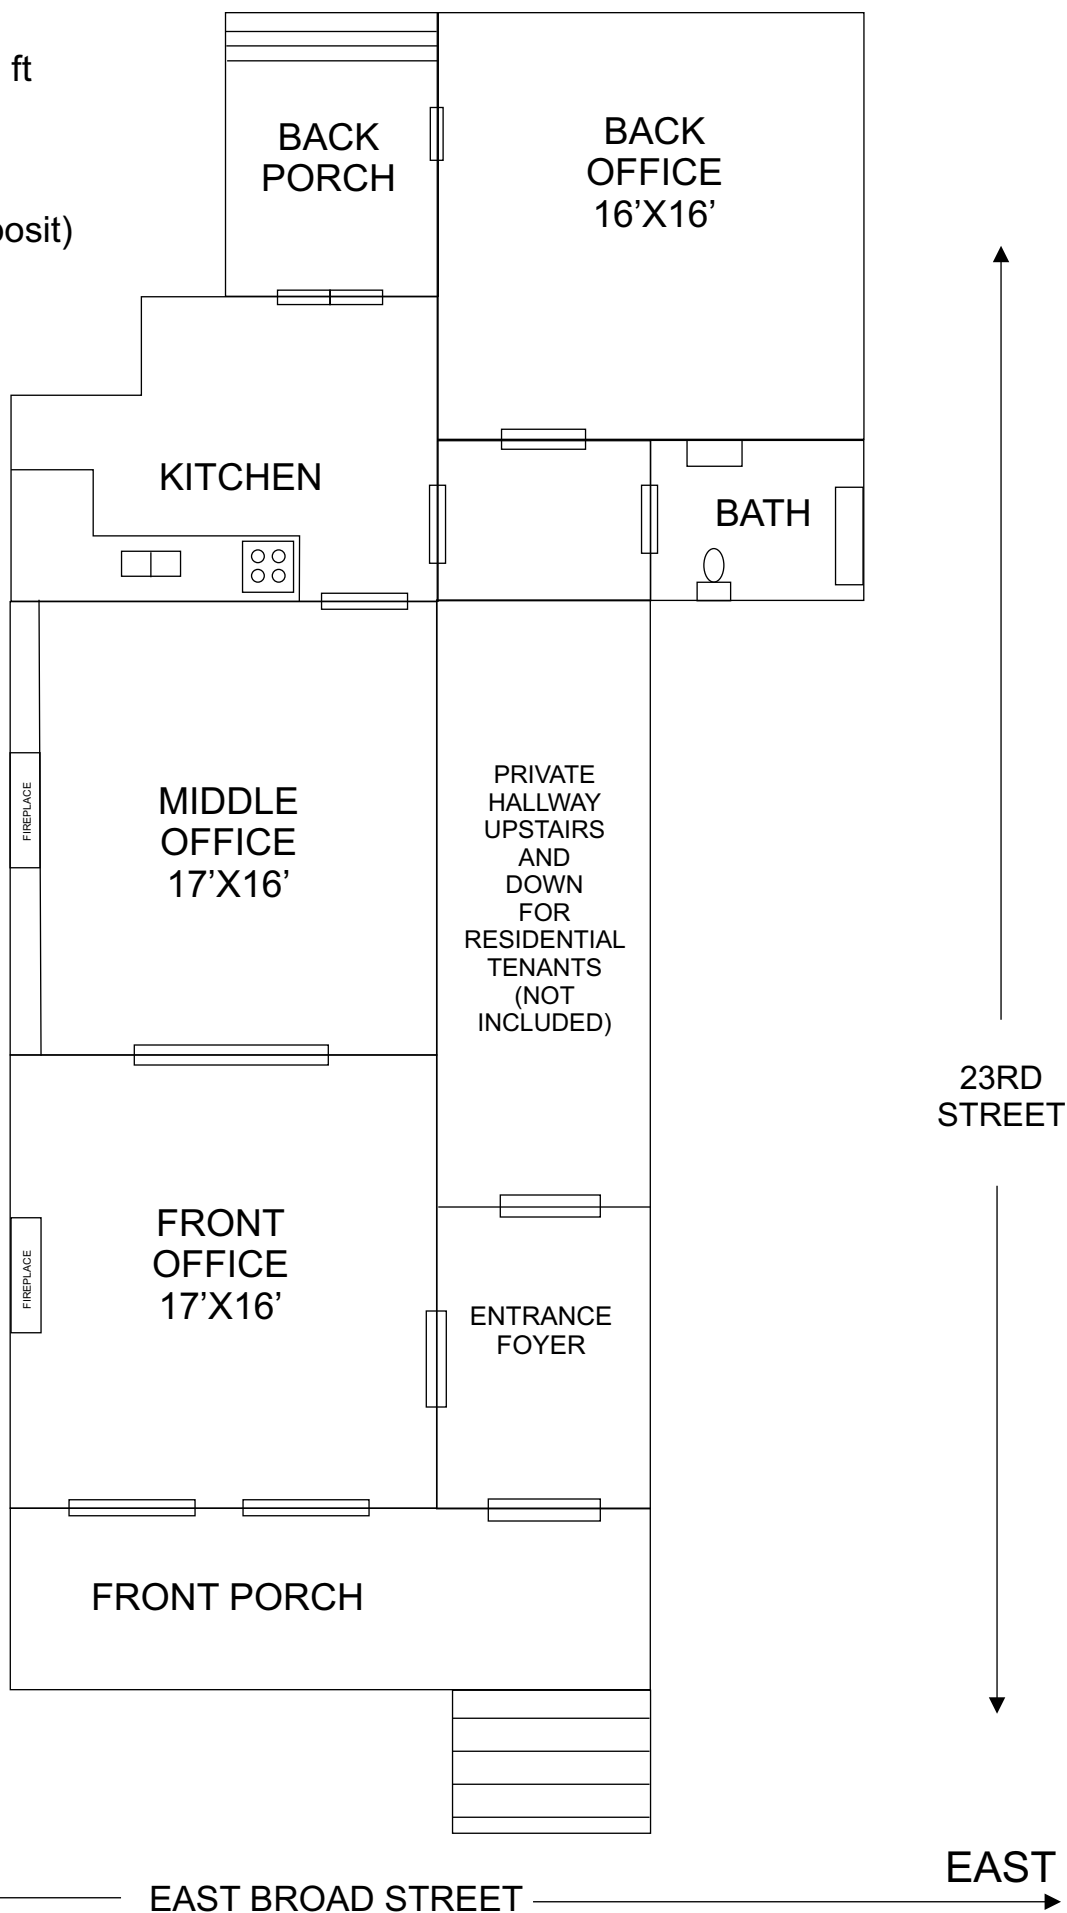 ft
posit)
BACK
PORCH
BACK
OFFICE
16’X16’
KITCHEN
BATH
FIREPLACE
MIDDLE
OFFICE
17’X16’
PRIVATE
HALLWAY
UPSTAIRS
AND
DOWN
FOR
RESIDENTIAL
TENANTS
(NOT
INCLUDED)
23RD
STREET
FIREPLACE
FRONT
OFFICE
17’X16’
ENTRANCE
FOYER
FRONT PORCH
EAST
EAST BROAD STREET